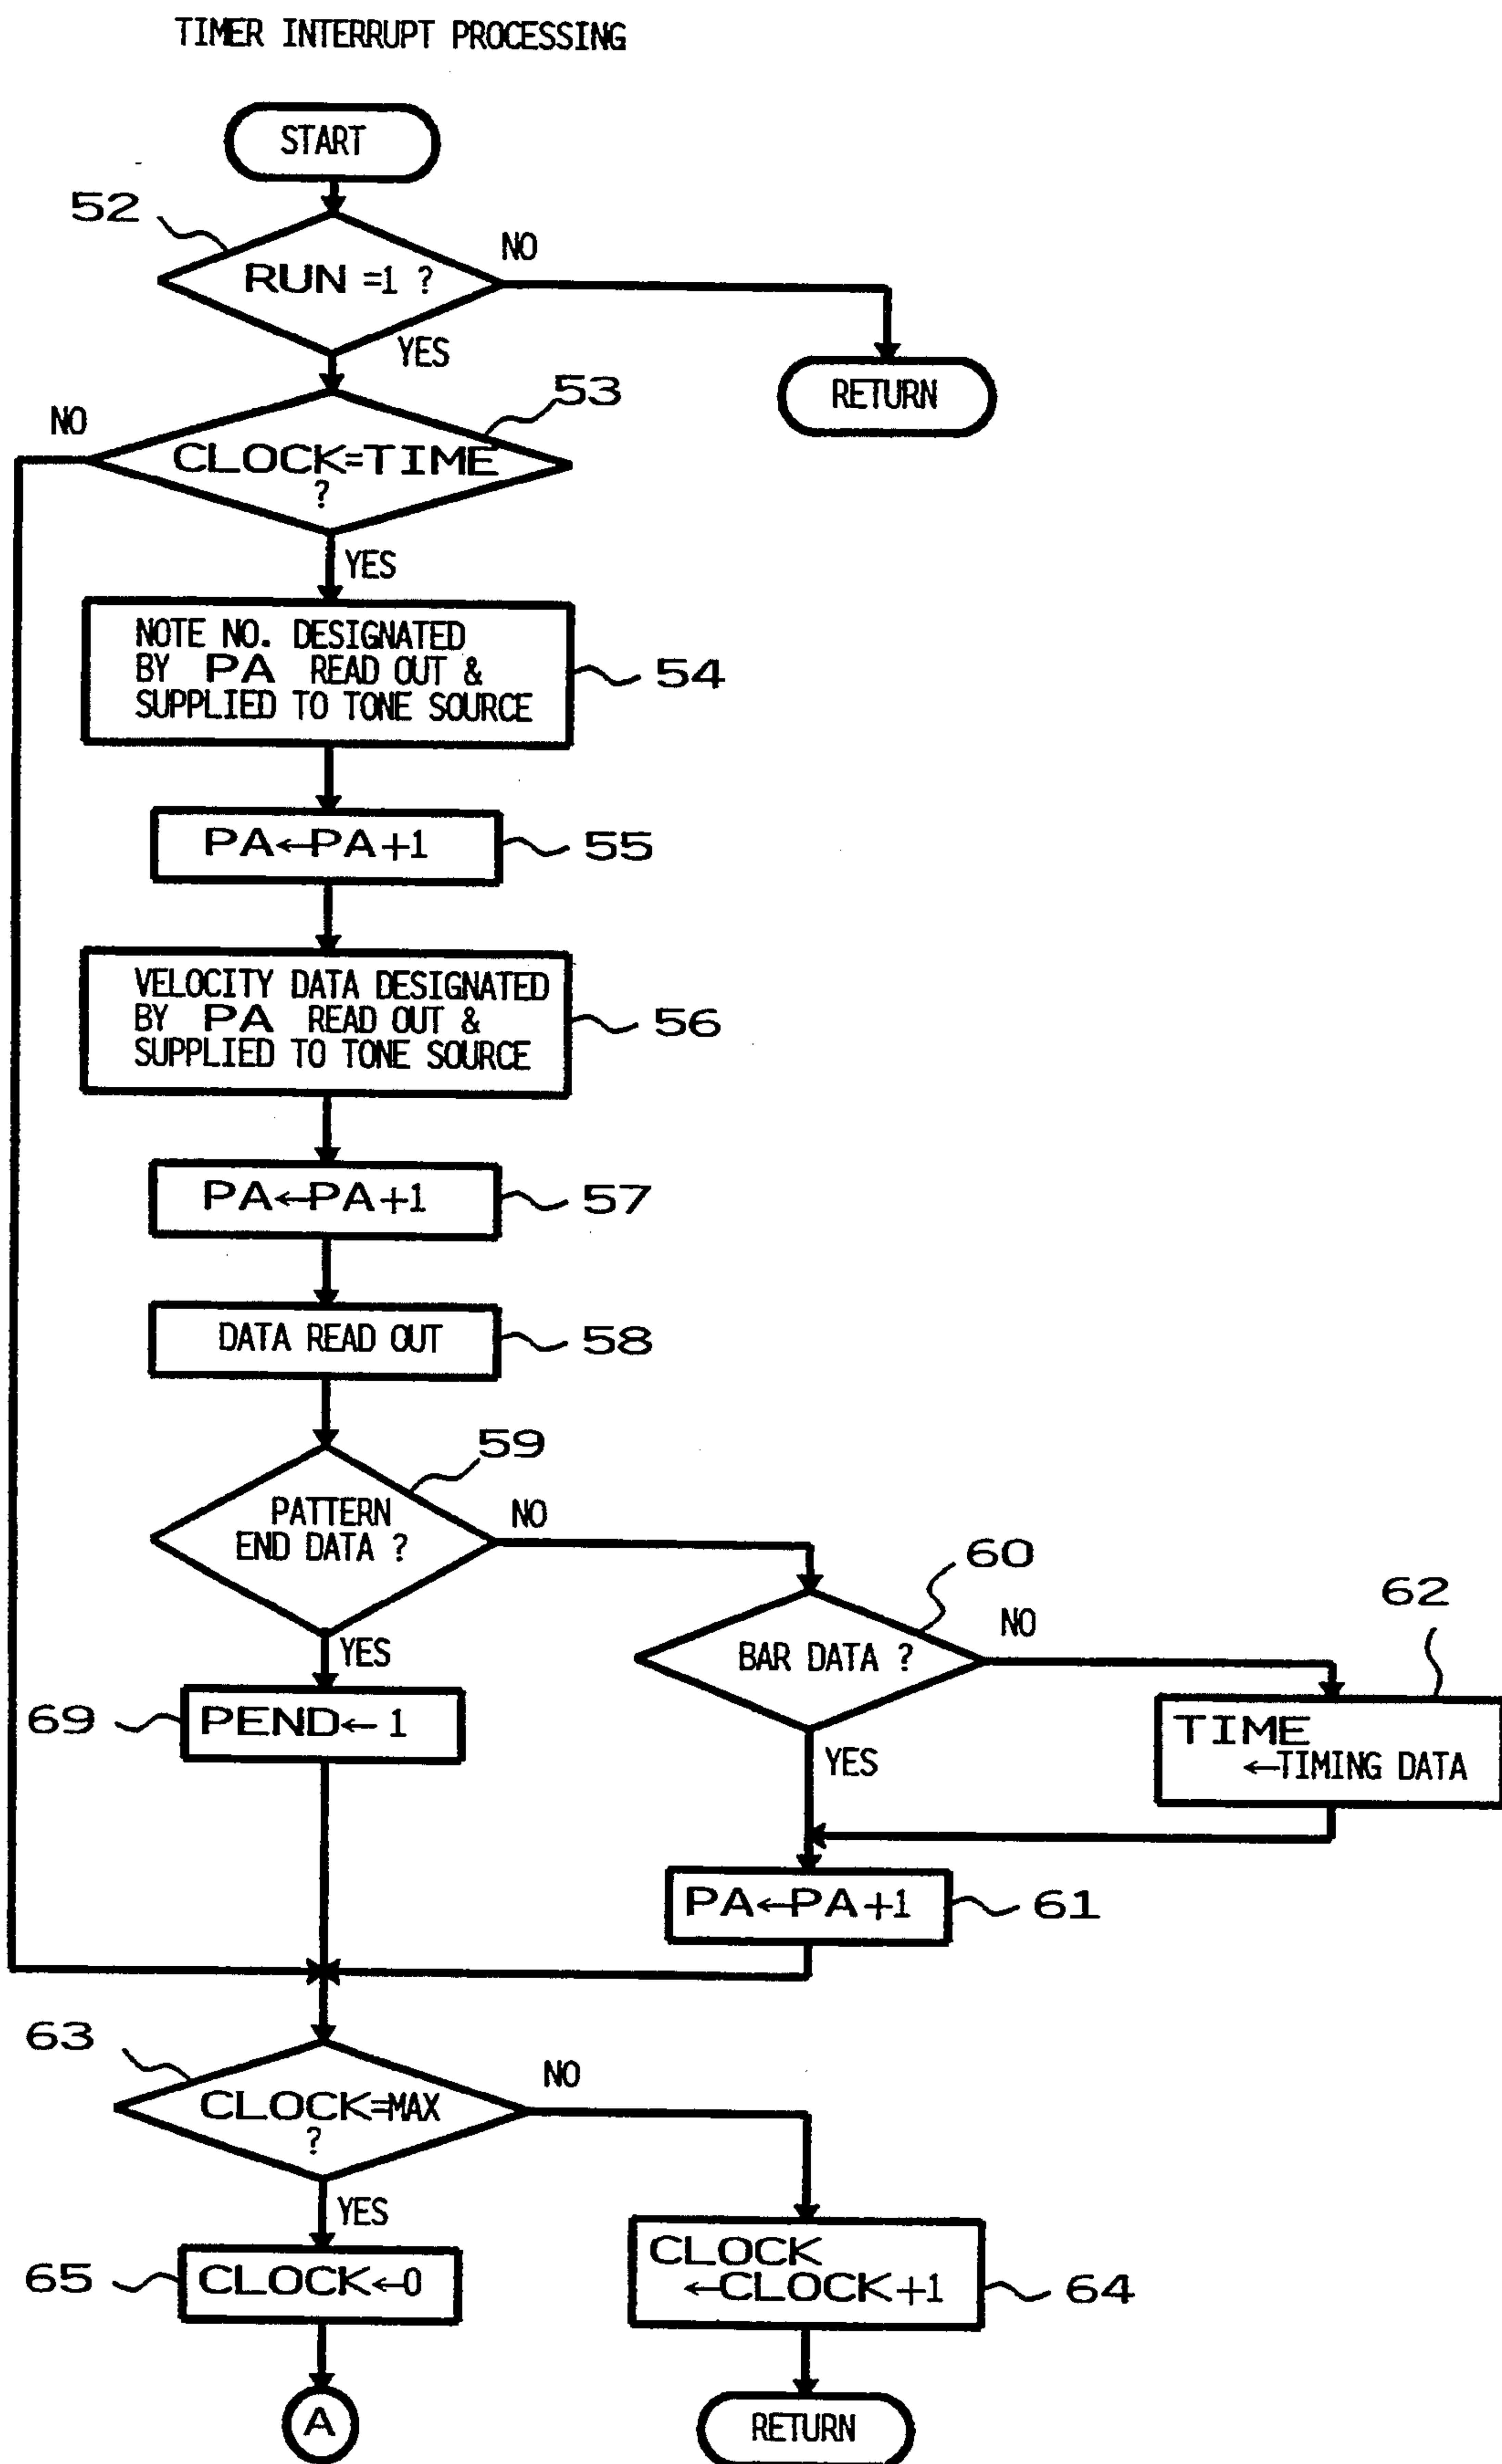 TIMER INTERRUPT PROCESSING
START
52
RUN =1 ?
NO
YES
RETURN
53
NO
CLOCK=TIME
?
YES
NOTE NO. DESIGNATED
BY PA READ OUT &
SUPPLIED TO TONE SOURCE
54
PA←PA+1
55
VELOCITY DATA DESIGNATED
BY PA READ OUT &
SUPPLIED TO TONE SOURCE
56
PA←PA+1
57
DATA READ OUT
58
59
PATTERN
END DATA ?
NO
YES
60
BAR DATA ?
NO
YES
62
TIME
←TIMING DATA
69
PEND← 1
PA←PA+1
61
63
CLOCK=MAX
?
NO
YES
65
CLOCK←0
CLOCK
←CLOCK+1
64
A
RETURN